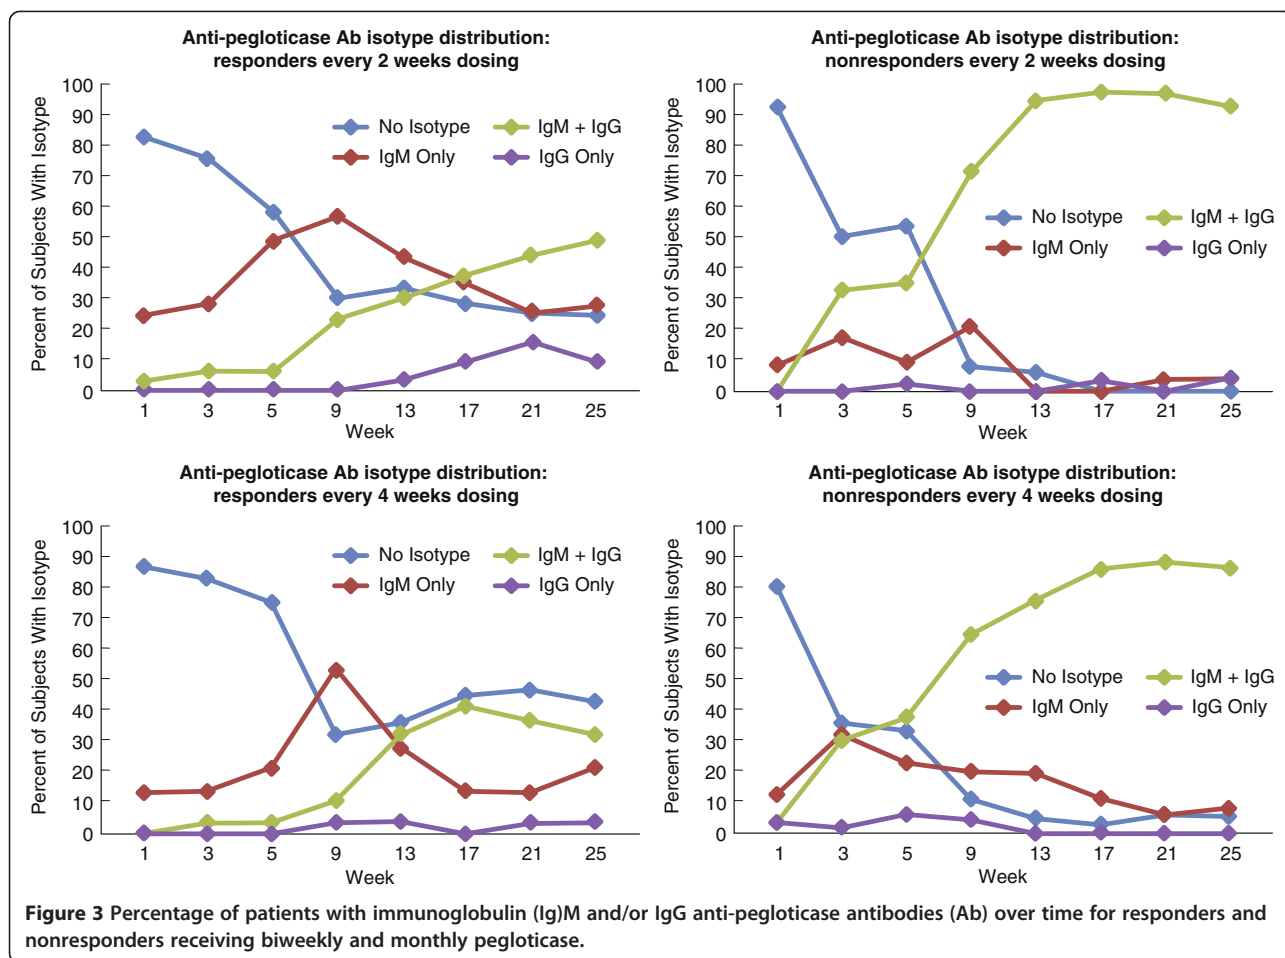 Anti-pegloticase Ab isotype distribution:
responders every 2 weeks dosing
Percent of Subjects With Isotype
100
90
80
70
60
50
40
30
20
10
0
No Isotype
IgM + IgG
IgM Only
IgG Only
1 3 5 9 13 17 21 25
Week
Anti-pegloticase Ab isotype distribution:
nonresponders every 2 weeks dosing
Percent of Subjects With Isotype
100
90
80
70
60
50
40
30
20
10
0
No Isotype
IgM + IgG
IgM Only
IgG Only
1 3 5 9 13 17 21 25
Week
Anti-pegloticase Ab isotype distribution:
responders every 4 weeks dosing
Percent of Subjects With Isotype
100
90
80
70
60
50
40
30
20
10
0
No Isotype
IgM + IgG
IgM Only
IgG Only
1 3 5 9 13 17 21 25
Week
Anti-pegloticase Ab isotype distribution:
nonresponders every 4 weeks dosing
Percent of Subjects With Isotype
100
90
80
70
60
50
40
30
20
10
0
No Isotype
IgM + IgG
IgM Only
IgG Only
1 3 5 9 13 17 21 25
Week
Figure 3 Percentage of patients with immunoglobulin (Ig)M and/or IgG anti-pegloticase antibodies (Ab) over time for responders and
nonresponders receiving biweekly and monthly pegloticase.